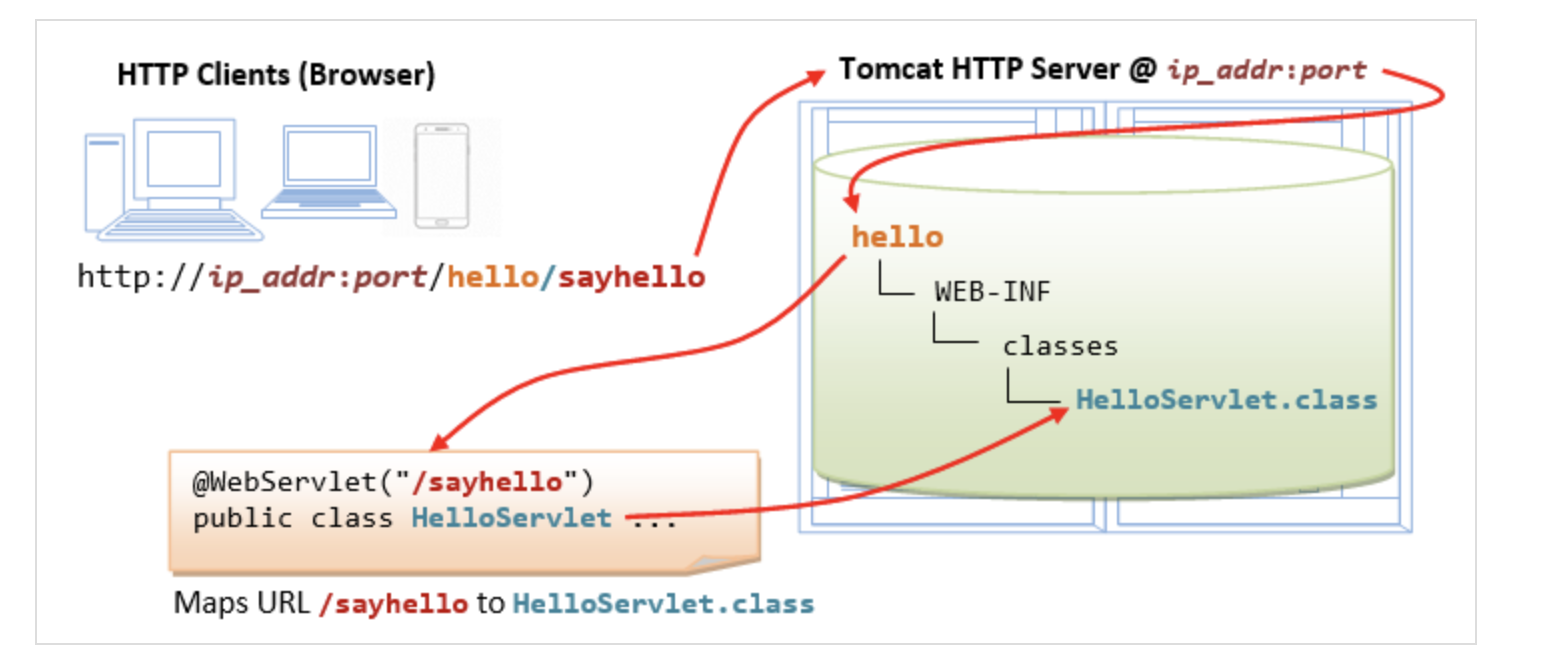 HTTP Clients (Browser)
Tomcat HTTP Server @ ip_addr:port
http://ip_addr:port/hello/sayhello
hello
WEB-INF
classes
HelloServlet.class
@WebServlet("/sayhello")
public class HelloServlet ...
Maps URL /sayhello to HelloServlet.class